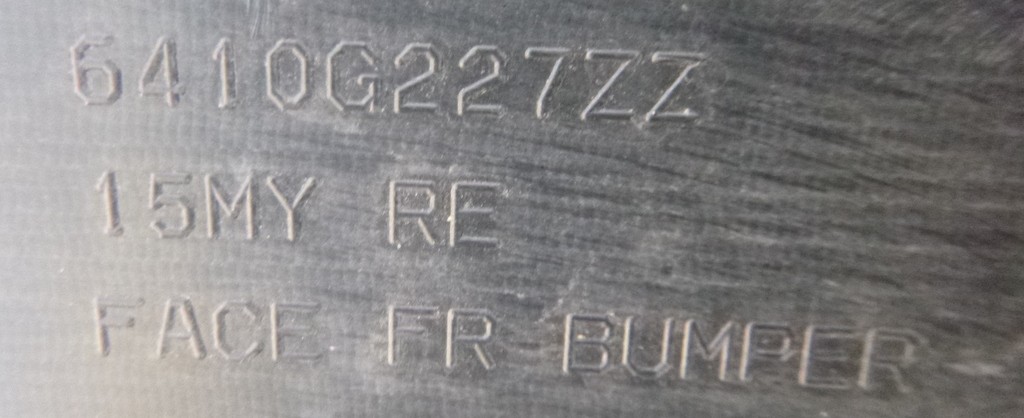 6410G227ZZ
15MY RE
FACE FR BUMPER